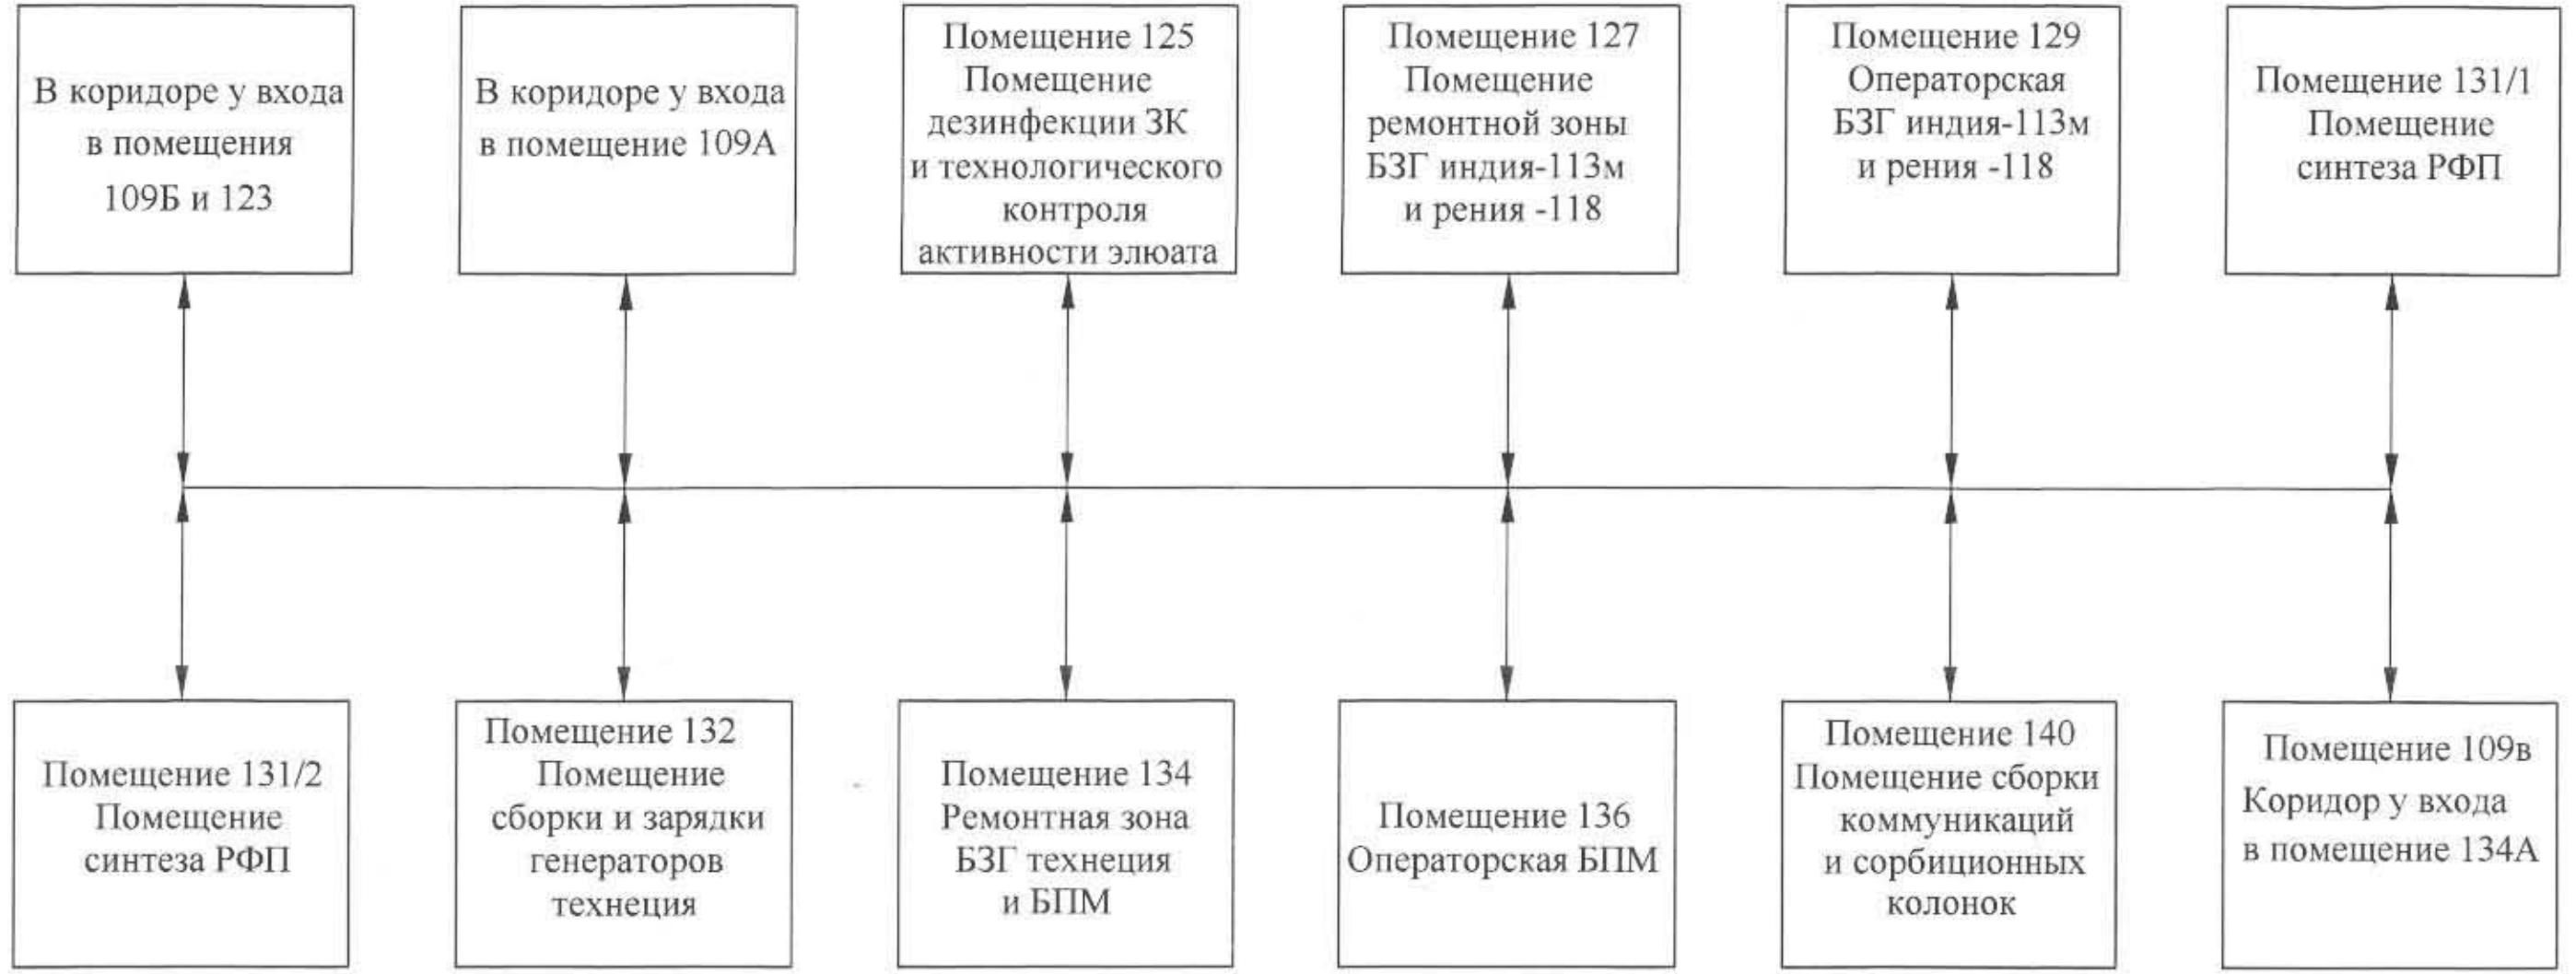 В коридоре у входа
в помещения
109Б и 123
В коридоре у входа
в помещение 109А
Помещение 125
Помещение
дезинфекции ЗК
и технологического
контроля
активности элюата
Помещение 127
Помещение
ремонтной зоны
БЗГ индия-113м
и рения -118
Помещение 129
Операторская
БЗГ индия-113м
и рения -118
Помещение 131/1
Помещение
синтеза РФП
Помещение 131/2
Помещение
синтеза РФП
Помещение 132
Помещение
сборки и зарядки
генераторов
технеция
Помещение 134
Ремонтная зона
БЗГ технеция
и БПМ
Помещение 136
Операторская БПМ
Помещение 140
Помещение сборки
коммуникаций
и сорбиционных
колонок
Помещение 109в
Коридор у входа
в помещение 134А